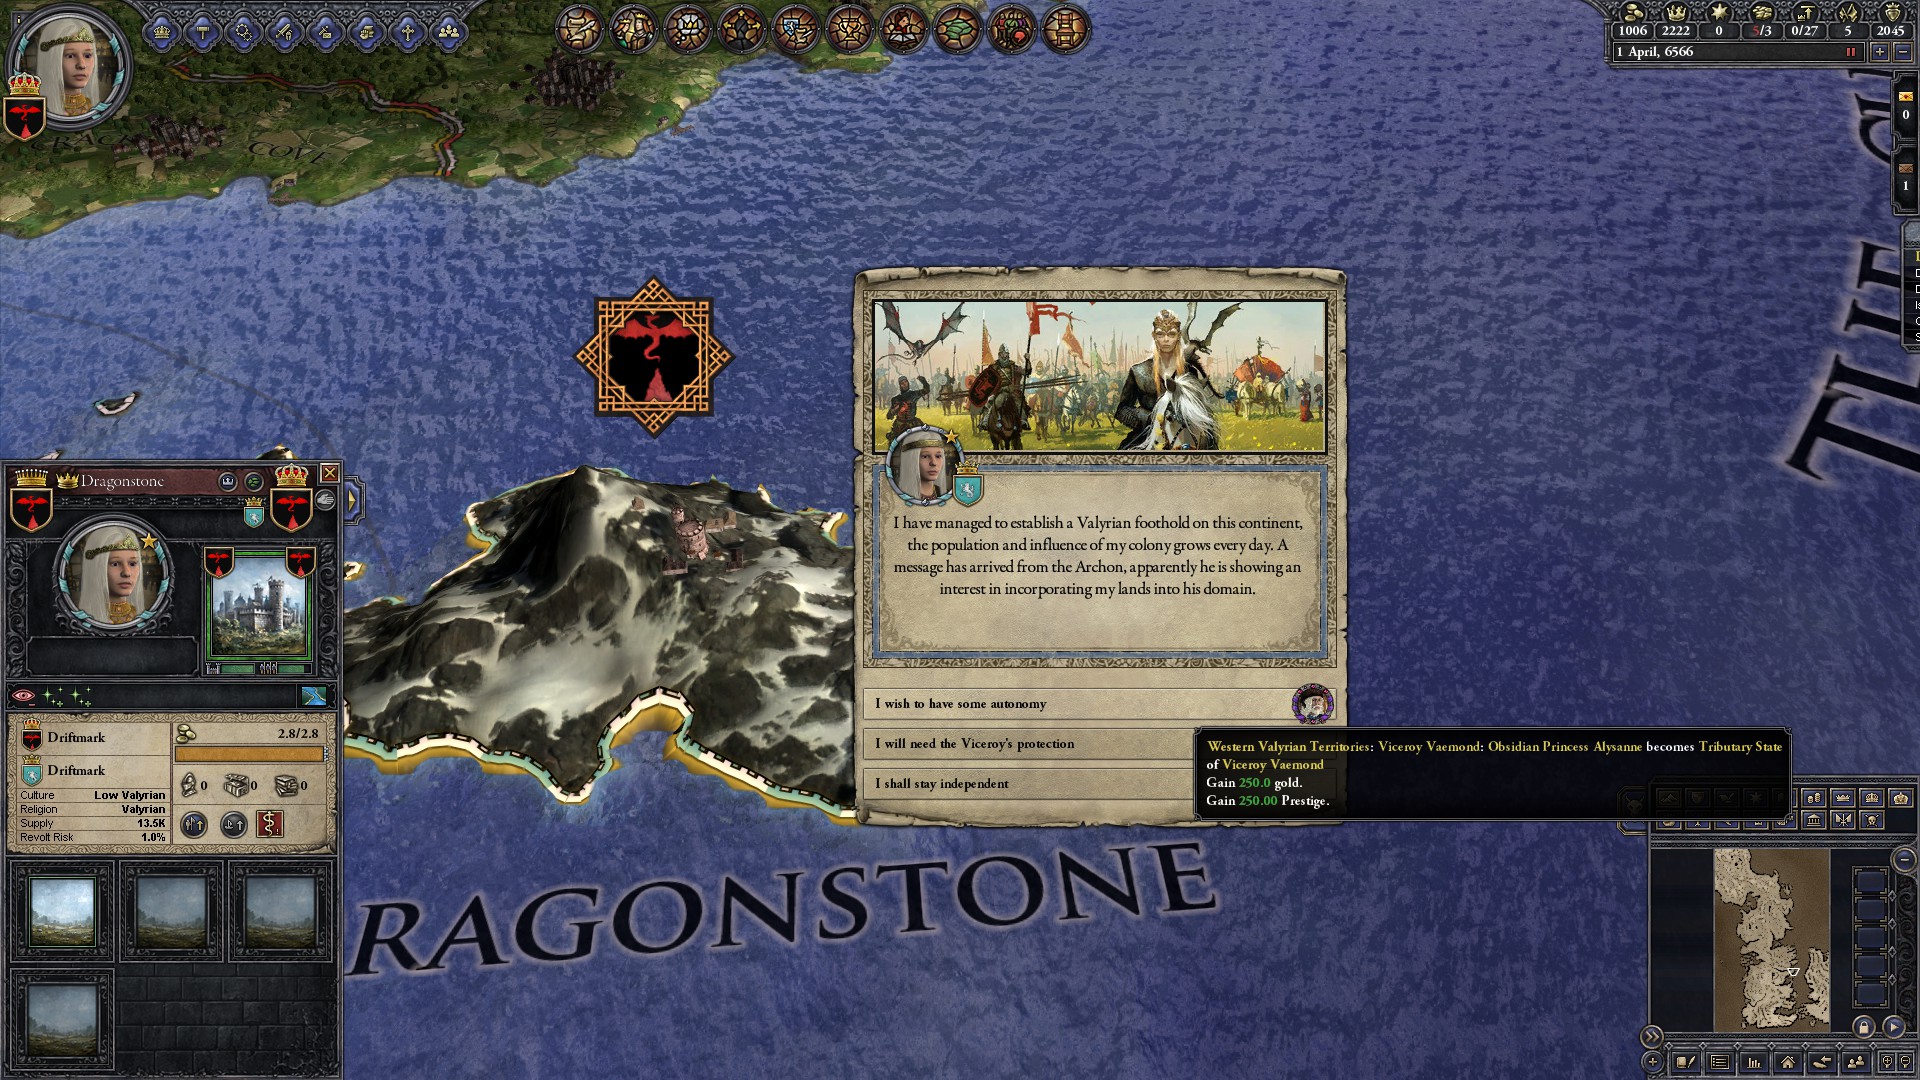 1006 2222 0 5/3 0/27 5 2045
1 April, 6566
0
1
COVE
THE
Dragonstone
I have managed to establish a Valyrian foothold on this continent,
the population and influence of my colony grows every day. A
message has arrived from the Archon, apparently he is showing an
interest in incorporating my lands into his domain.
I wish to have some autonomy
I will need the Viceroy's protection
I shall stay independent
Western Valyrian Territories: Viceroy Vaemond: Obsidian Princess Alysanne becomes Tributary State
of Viceroy Vaemond
Gain 250.0 gold.
Gain 250.00 Prestige.
Driftmark
2.8/2.8
Driftmark
0 0 0
Culture Low Valyrian
Religion Valyrian
Supply 13.5K
Revolt Risk 1.0%
RAGONSTONE